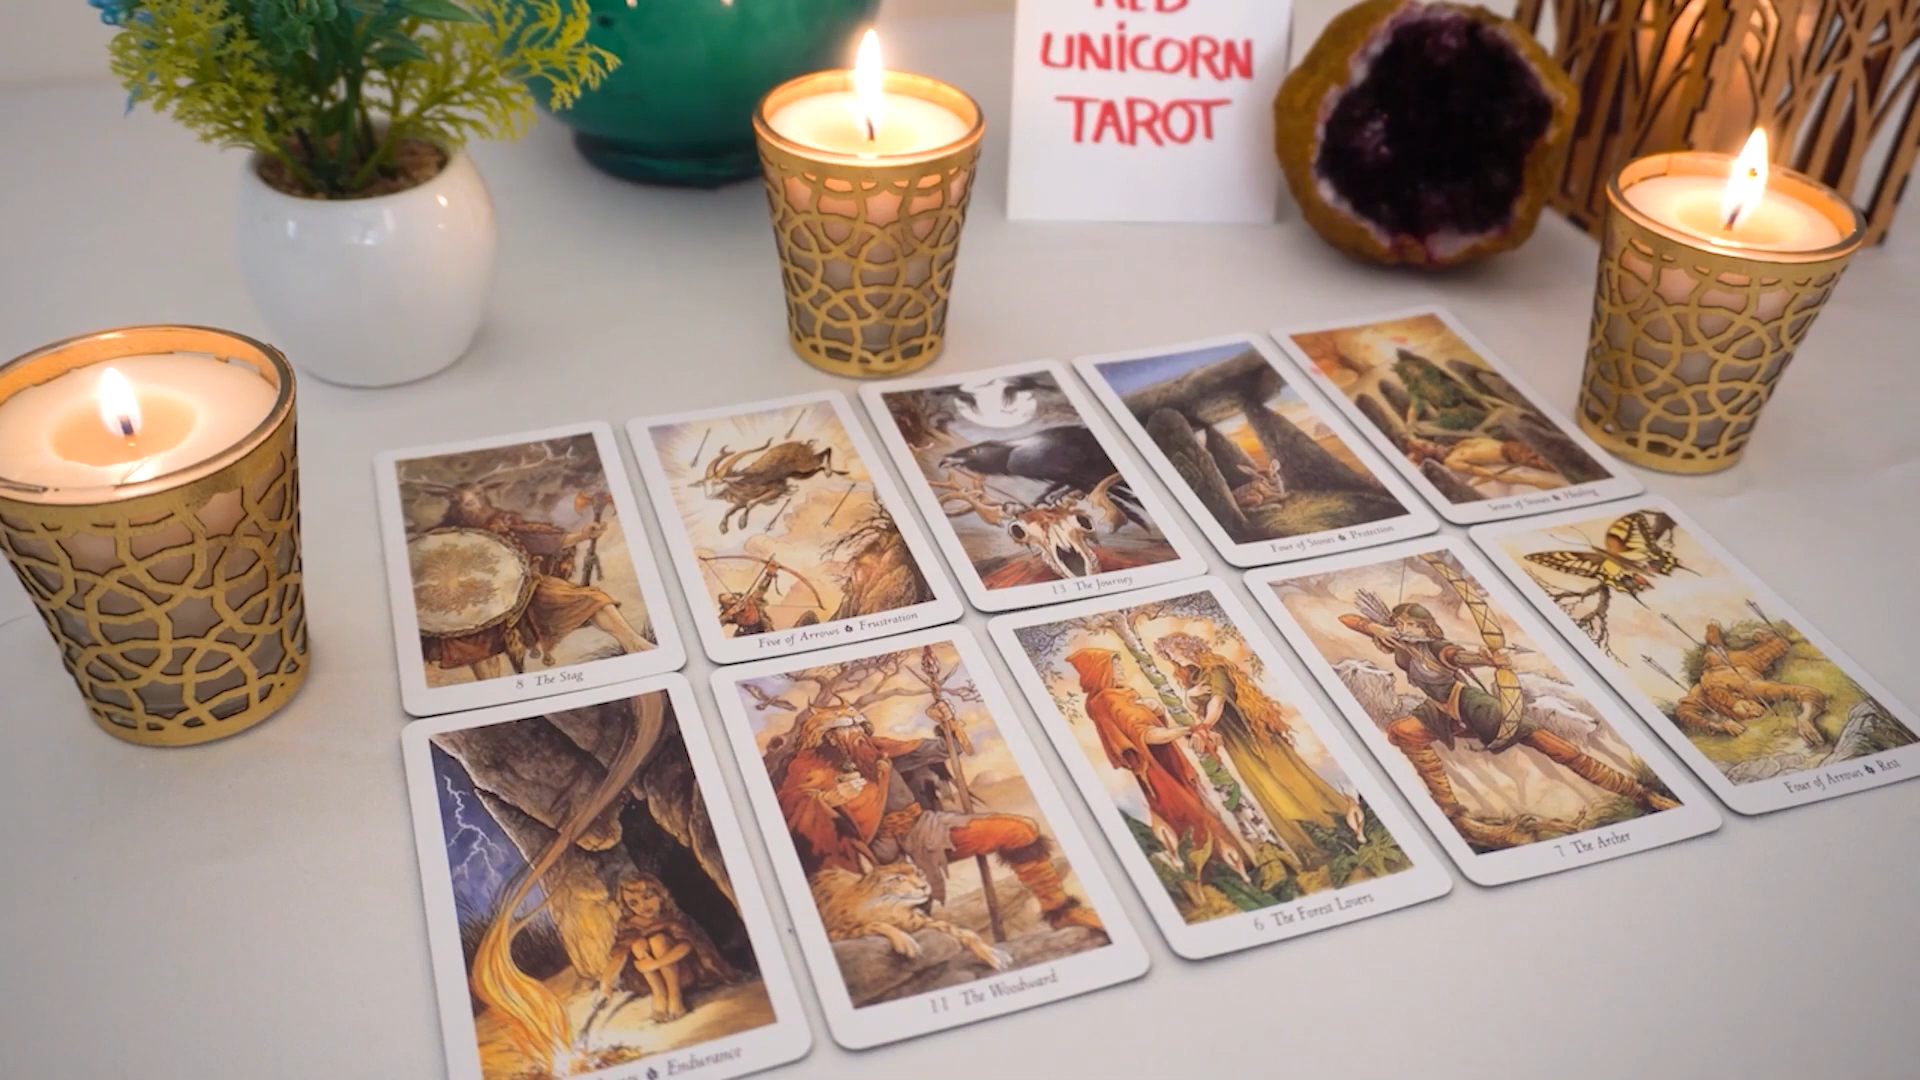 RED
UNICORN
TAROT
8 The Stag
Five of Arrows Frustration
13 The Journey
Four of Stones Protection
Seven of Stones Healing
Endurance
11 The Woodward
6 The Forest Lovers
7 The Archer
Four of Arrows Rest